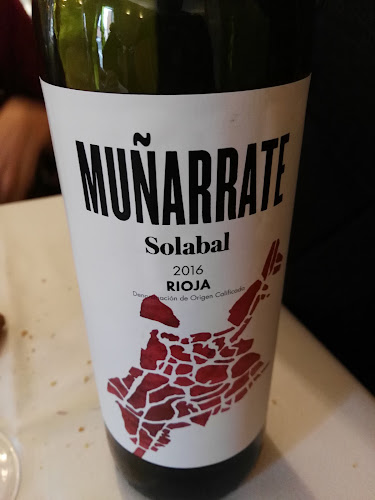 MUÑARRATE
Solabal
2016
RIOJA
Denominación de Origen Calificada